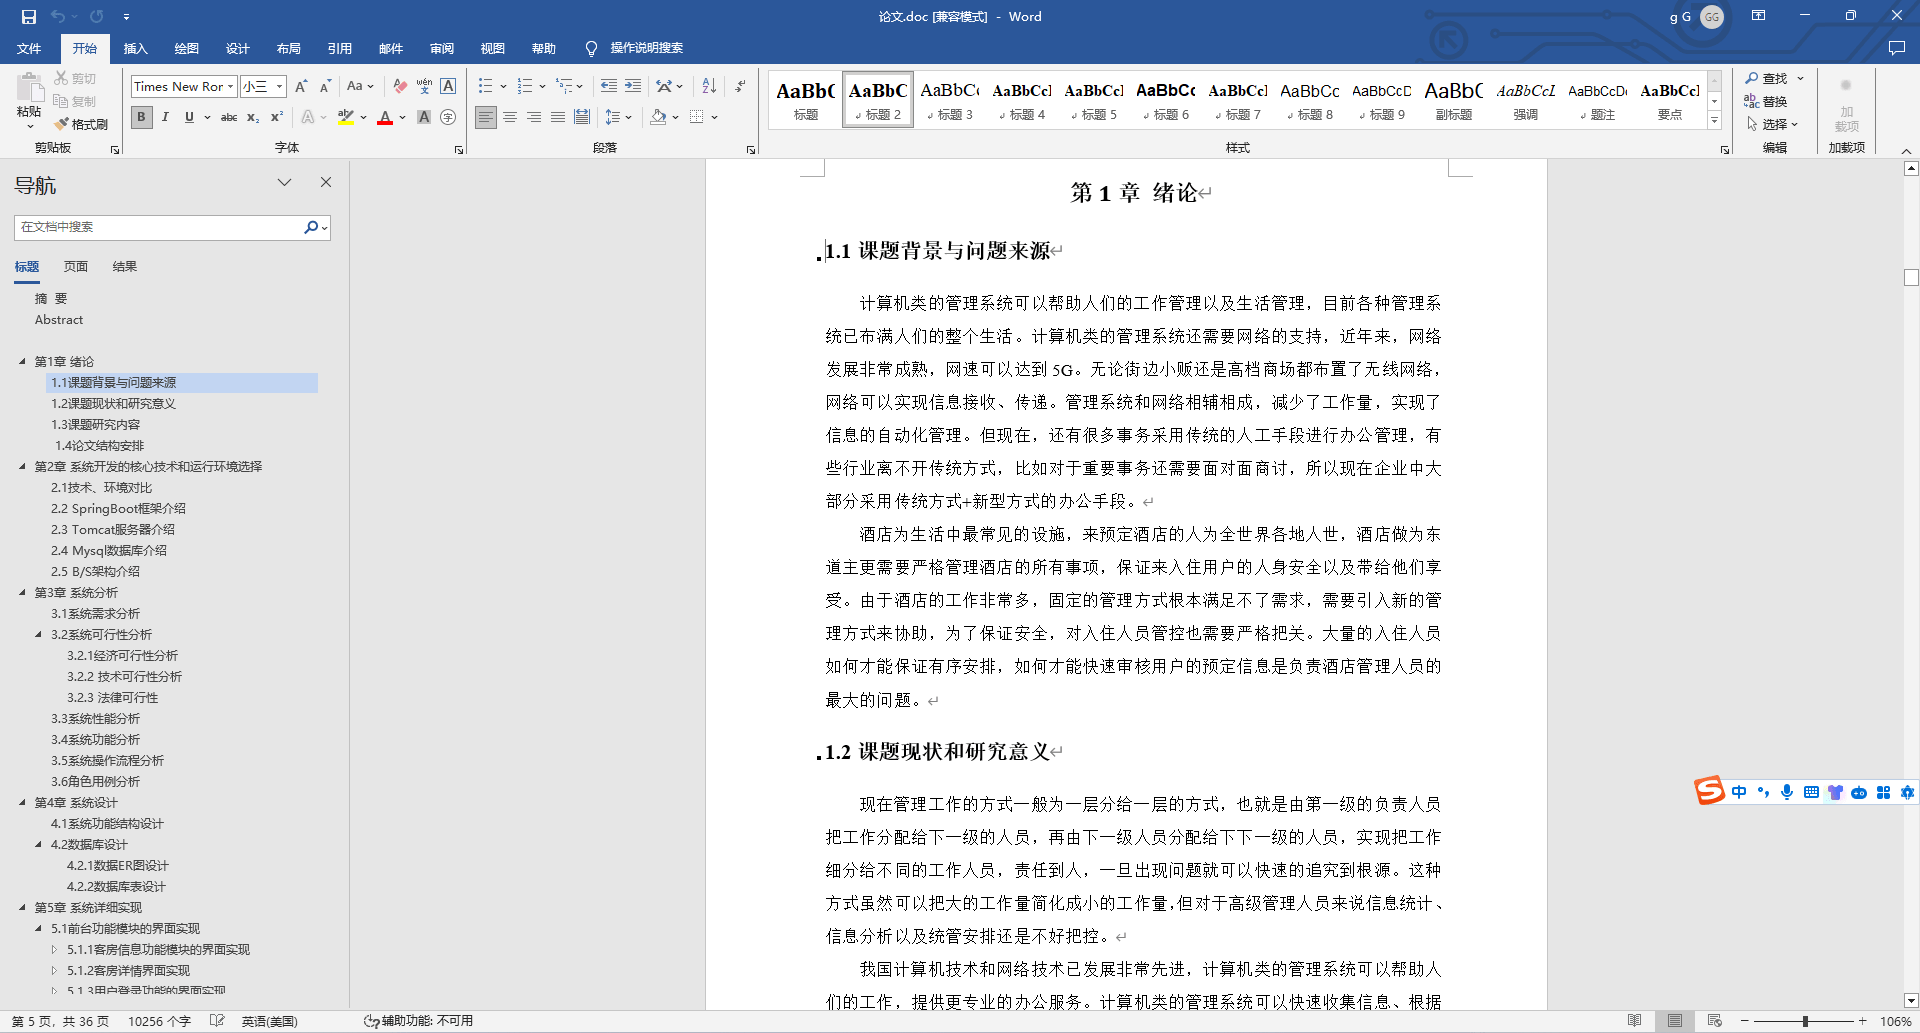 论文.doc [兼容模式] - Word
g G GG
文件 开始 插入 绘图 设计 布局 引用 邮件 审阅 视图 帮助 操作说明搜索
粘贴 剪切 复制 格式刷
Times New Ror 小三
AaBb( AaBbC AaBbC AaBbCcI AaBbCcI AaBbCc AaBbCcI AaBbCc AaBbCcD AaBbC AaBbCcL AaBbCcDc AaBbCcI
标题 标题 2 标题 3 标题 4 标题 5 标题 6 标题 7 标题 8 标题 9 副标题 强调 题注 要点
查找
替换
选择
加
载项
剪贴板 字体 段落 样式 编辑 加载项
导航
在文档中搜索
标题 页面 结果
摘 要
Abstract
第1章 绪论
1.1课题背景与问题来源
1.2课题现状和研究意义
1.3课题研究内容
1.4论文结构安排
第2章 系统开发的核心技术和运行环境选择
2.1技术、环境对比
2.2 SpringBoot框架介绍
2.3 Tomcat服务器介绍
2.4 Mysql数据库介绍
2.5 B/S架构介绍
第3章 系统分析
3.1系统需求分析
3.2系统可行性分析
3.2.1经济可行性分析
3.2.2 技术可行性分析
3.2.3 法律可行性
3.3系统性能分析
3.4系统功能分析
3.5系统操作流程分析
3.6角色用例分析
第4章 系统设计
4.1系统功能结构设计
4.2数据库设计
4.2.1数据ER图设计
4.2.2数据库表设计
第5章 系统详细实现
5.1前台功能模块的界面实现
5.1.1客房信息功能模块的界面实现
5.1.2客房详情界面实现
5.1.3用户登录功能的界面实现
第 1 章 绪论
1.1 课题背景与问题来源
计算机类的管理系统可以帮助人们的工作管理以及生活管理，目前各种管理系
统已布满人们的整个生活。计算机类的管理系统还需要网络的支持，近年来，网络
发展非常成熟，网速可以达到 5G。无论街边小贩还是高档商场都布置了无线网络，
网络可以实现信息接收、传递。管理系统和网络相辅相成，减少了工作量，实现了
信息的自动化管理。但现在，还有很多事务采用传统的人工手段进行办公管理，有
些行业离不开传统方式，比如对于重要事务还需要面对面商讨，所以现在企业中大
部分采用传统方式+新型方式的办公手段。
酒店为生活中最常见的设施，来预定酒店的人为全世界各地人世，酒店做为东
道主更需要严格管理酒店的所有事项，保证来入住用户的人身安全以及带给他们享
受。由于酒店的工作非常多，固定的管理方式根本满足不了需求，需要引入新的管
理方式来协助，为了保证安全，对入住人员管控也需要严格把关。大量的入住人员
如何才能保证有序安排，如何才能快速审核用户的预定信息是负责酒店管理人员的
最大的问题。
1.2 课题现状和研究意义
现在管理工作的方式一般为一层分给一层的方式，也就是由第一级的负责人员
把工作分配给下一级的人员，再由下一级人员分配给下下一级的人员，实现把工作
细分给不同的工作人员，责任到人，一旦出现问题就可以快速的追究到根源。这种
方式虽然可以把大的工作量简化成小的工作量，但对于高级管理人员来说信息统计、
信息分析以及统管安排还是不好把控。
我国计算机技术和网络技术已发展非常先进，计算机类的管理系统可以帮助人
们的工作，提供更专业的办公服务。计算机类的管理系统可以快速收集信息、根据
中
第 5 页，共 36 页 10256 个字 英语(美国) 辅助功能: 不可用 106%